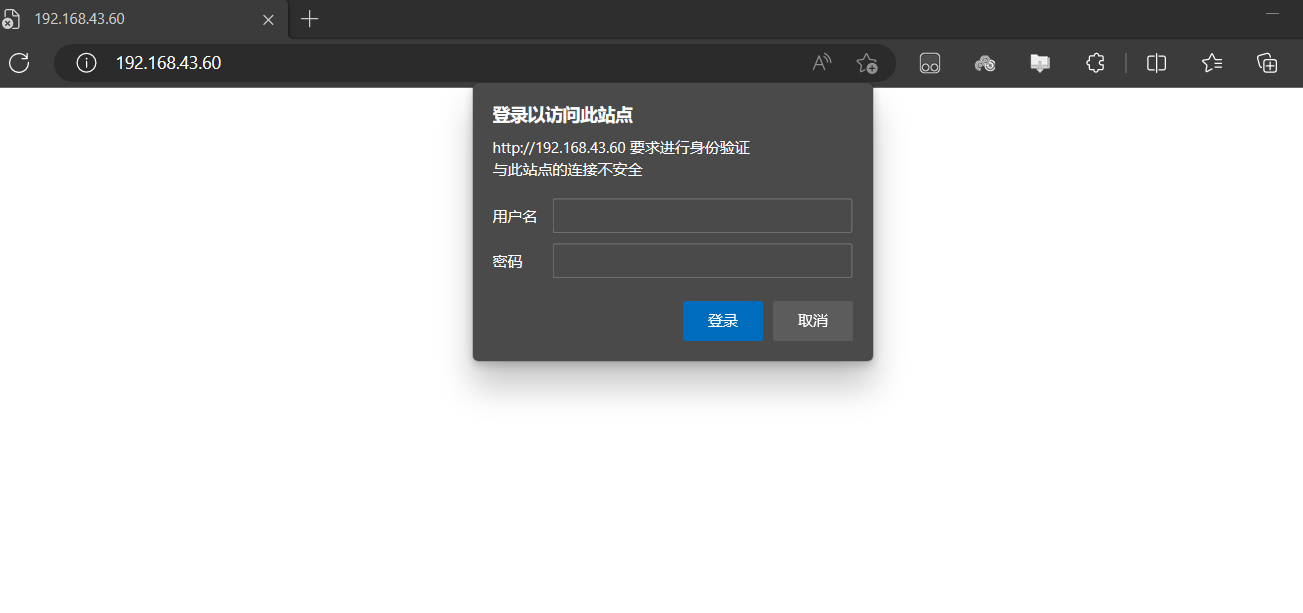 192.168.43.60
192.168.43.60
登录以访问此站点
http://192.168.43.60 要求进行身份验证
与此站点的连接不安全
用户名
密码
登录
取消